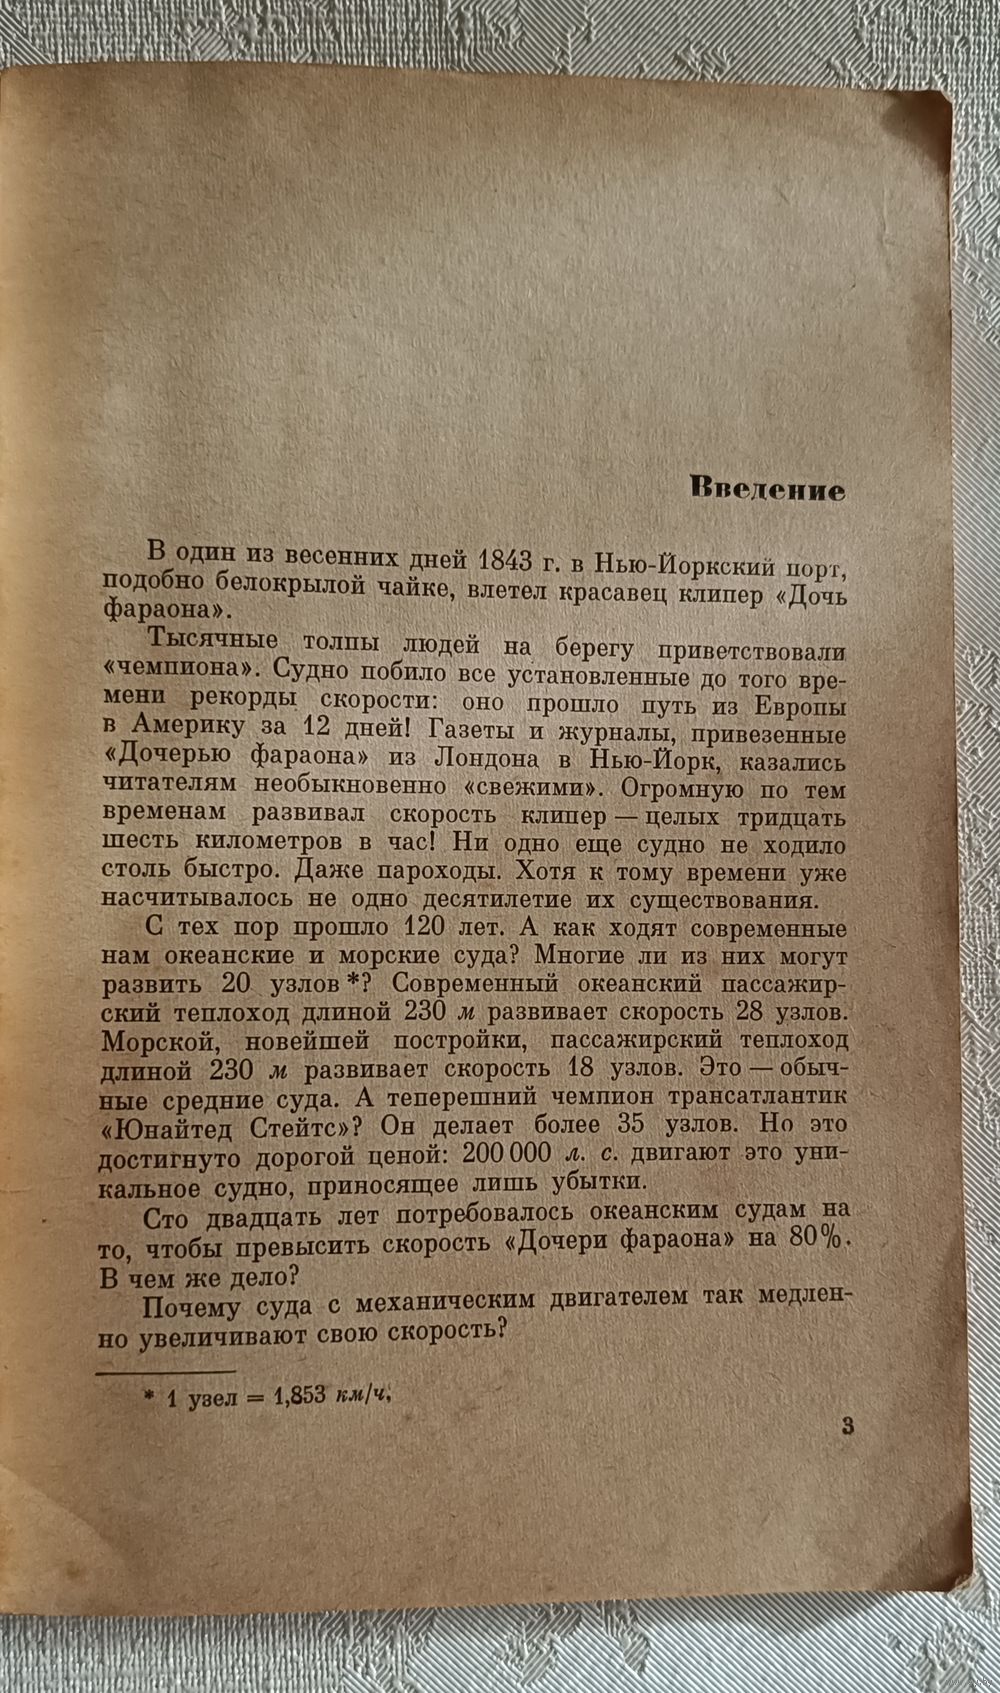 Введение
В один из весенних дней 1843 г. в Нью-Йоркский порт,
подобно белокрылой чайке, влетел красавец клипер «Дочь
фараона».
Тысячные толпы людей на берегу приветствовали
«чемпиона». Судно побило все установленные до того вре-
мени рекорды скорости: оно прошло путь из Европы
в Америку за 12 дней! Газеты и журналы, привезенные
«Дочерью фараона» из Лондона в Нью-Йорк, казались
читателям необыкновенно «свежими». Огромную по тем
временам развивал скорость клипер — целых тридцать
шесть километров в час! Ни одно еще судно не ходило
столь быстро. Даже пароходы. Хотя к тому времени уже
насчитывалось не одно десятилетие их существования.
С тех пор прошло 120 лет. А как ходят современные
нам океанские и морские суда? Многие ли из них могут
развить 20 узлов *? Современный океанский пассажир-
ский теплоход длиной 230 м развивает скорость 28 узлов.
Морской, новейшей постройки, пассажирский теплоход
длиной 230 м развивает скорость 18 узлов. Это — обыч-
ные средние суда. А теперешний чемпион трансатлантик
«Юнайтед Стейтс»? Он делает более 35 узлов. Но это
достигнуто дорогой ценой: 200 000 л. с. двигают это уни-
кальное судно, приносящее лишь убытки.
Сто двадцать лет потребовалось океанским судам на
то, чтобы превысить скорость «Дочери фараона» на 80%.
В чем же дело?
Почему суда с механическим двигателем так медлен-
но увеличивают свою скорость?
* 1 узел = 1,853 км/ч.
3